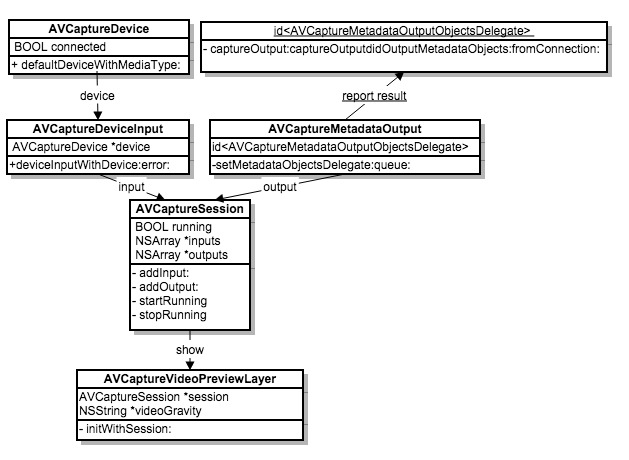 AVCaptureDevice
BOOL connected
+ defaultDeviceWithMediaType:
id<AVCaptureMetadataOutputObjectsDelegate>
- captureOutput:captureOutputdidOutputMetadataObjects:fromConnection:
device
report result
AVCaptureDeviceInput
AVCaptureDevice *device
+deviceInputWithDevice:error:
AVCaptureMetadataOutput
id<AVCaptureMetadataOutputObjectsDelegate>
-setMetadataObjectsDelegate:queue:
input
output
AVCaptureSession
BOOL running
NSArray *inputs
NSArray *outputs
- addInput:
- addOutput:
- startRunning
- stopRunning
show
AVCaptureVideoPreviewLayer
AVCaptureSession *session
NSString *videoGravity
- initWithSession: